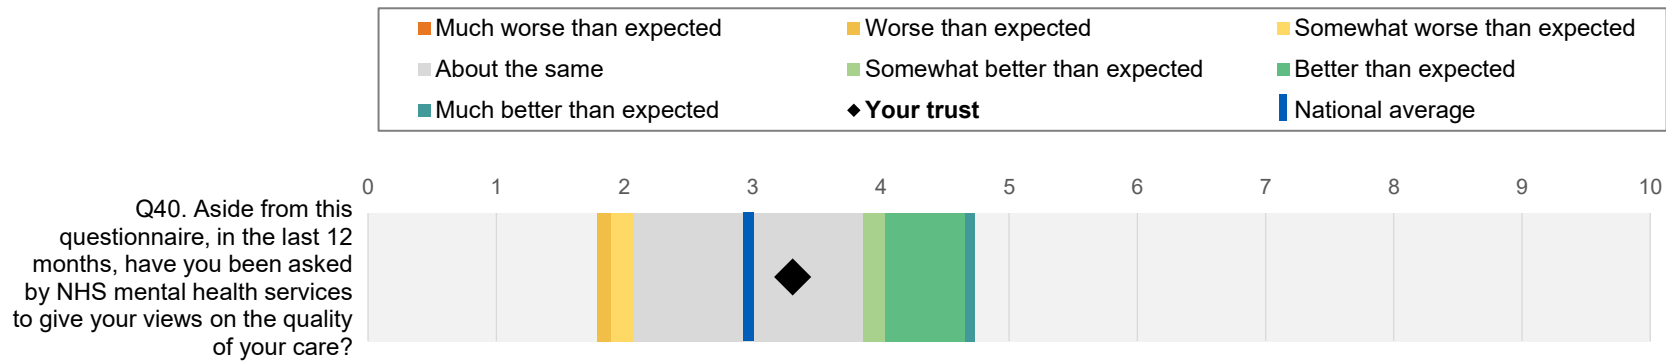 Much worse than expected
Worse than expected
Somewhat worse than expected
About the same
Somewhat better than expected
Better than expected
Much better than expected
Your trust
National average
0 1 2 3 4 5 6 7 8 9 10
Q40. Aside from this
questionnaire, in the last 12
months, have you been asked
by NHS mental health services
to give your views on the quality
of your care?